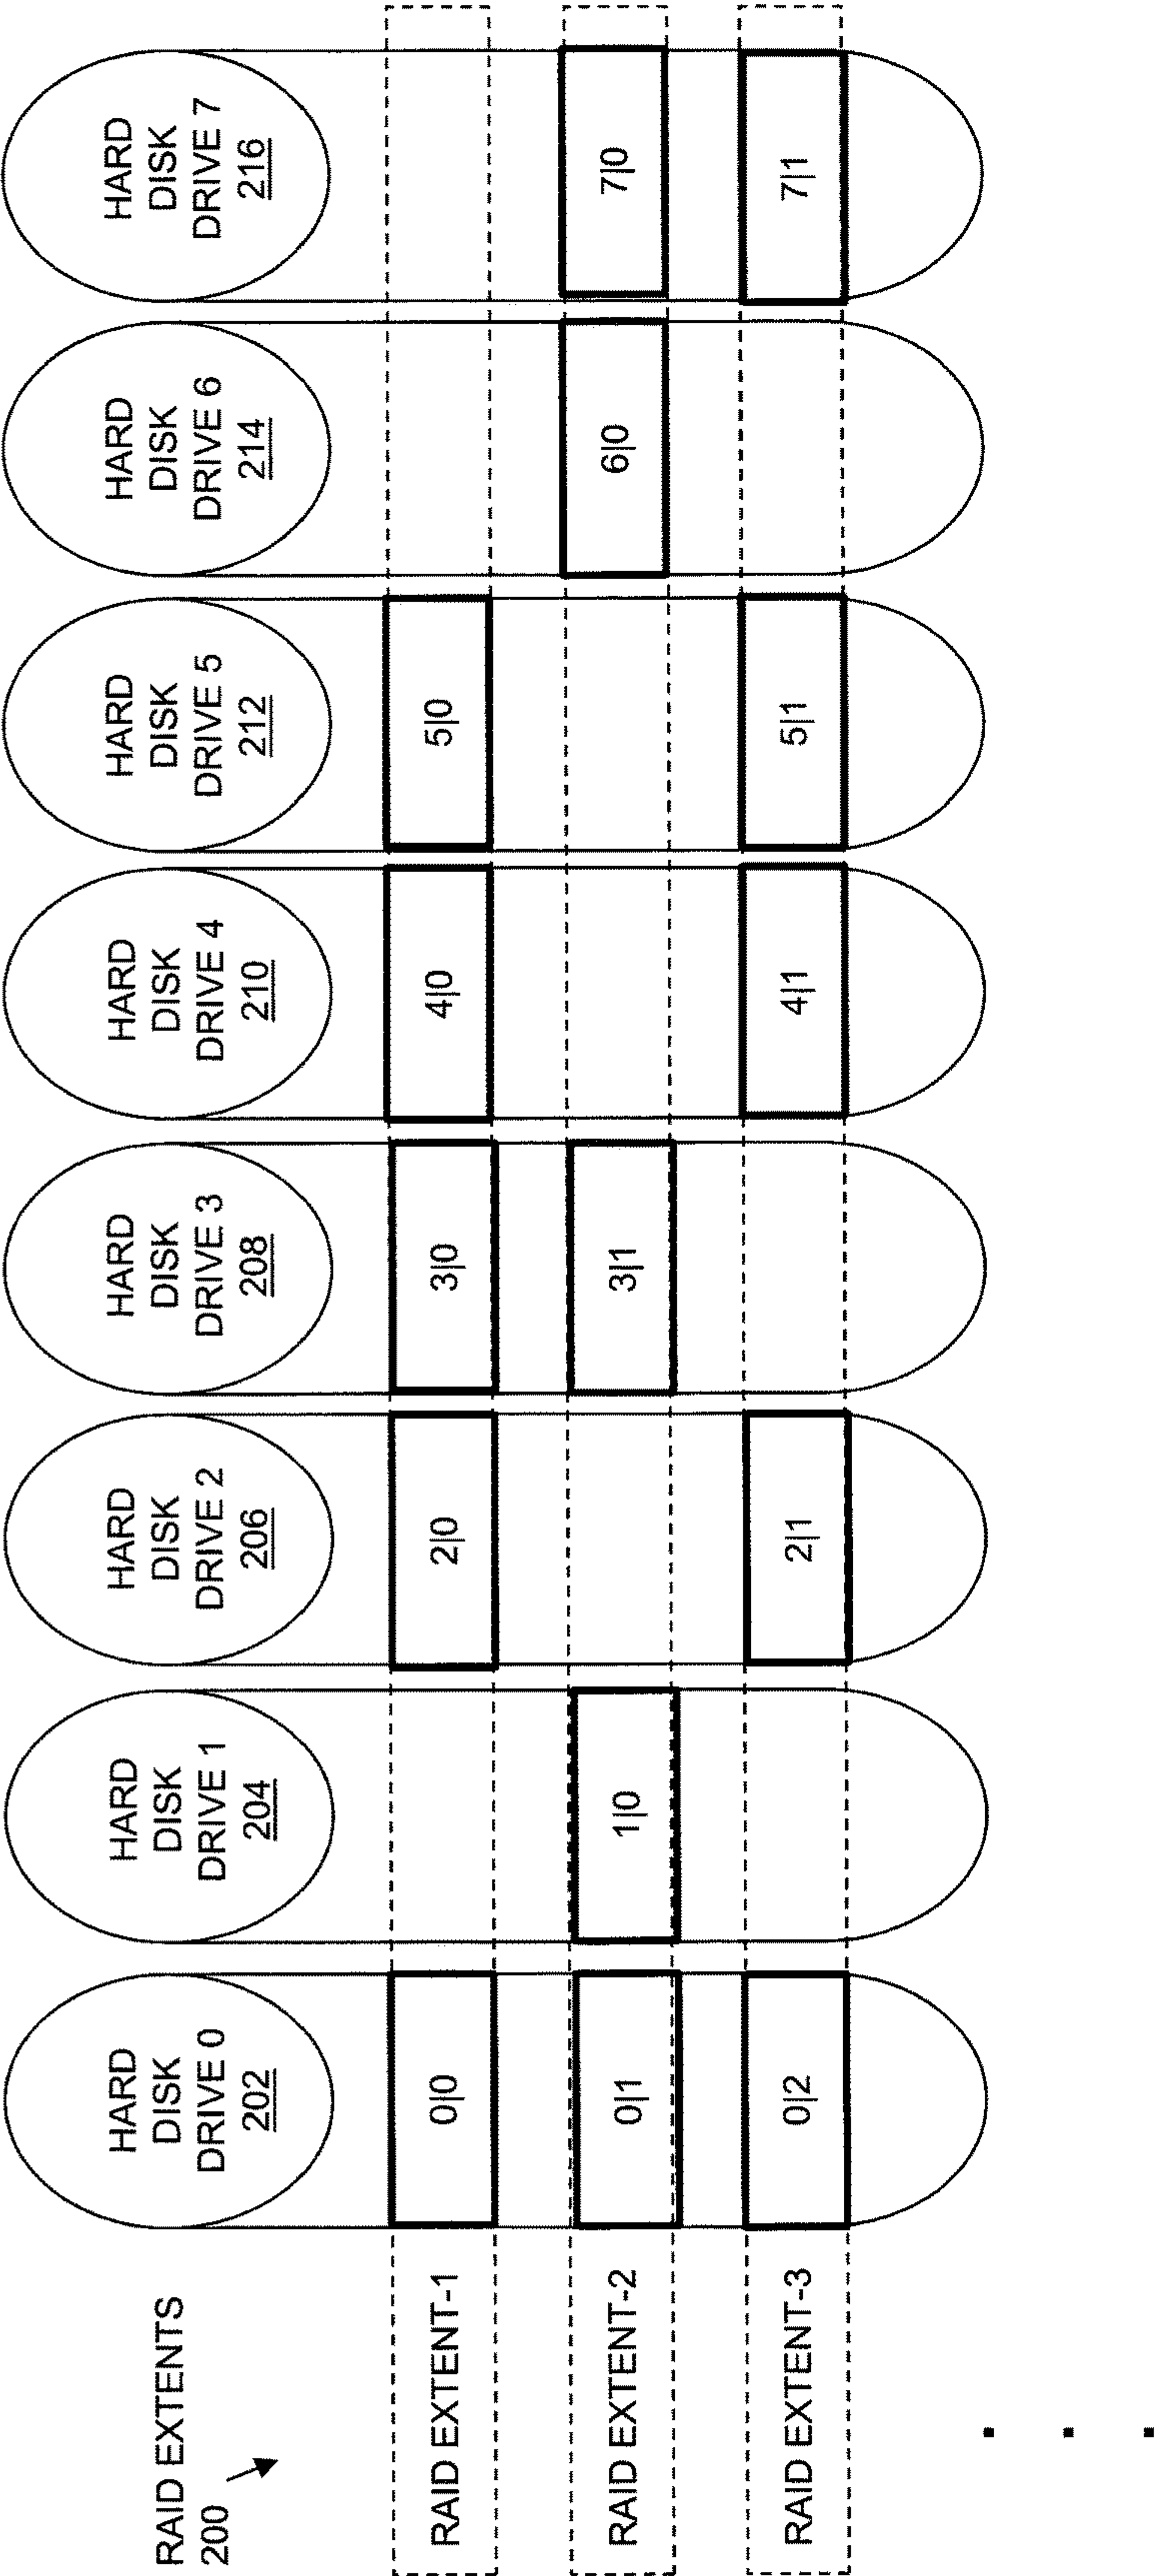 RAID EXTENTS
200
HARD
DISK
DRIVE 0
202
HARD
DISK
DRIVE 1
204
HARD
DISK
DRIVE 2
206
HARD
DISK
DRIVE 3
208
HARD
DISK
DRIVE 4
210
HARD
DISK
DRIVE 5
212
HARD
DISK
DRIVE 6
214
HARD
DISK
DRIVE 7
216
RAID EXTENT-1
0|0
2|0
3|0
4|0
5|0
RAID EXTENT-2
0|1
1|0
3|1
6|0
7|0
RAID EXTENT-3
0|2
2|1
4|1
5|1
7|1